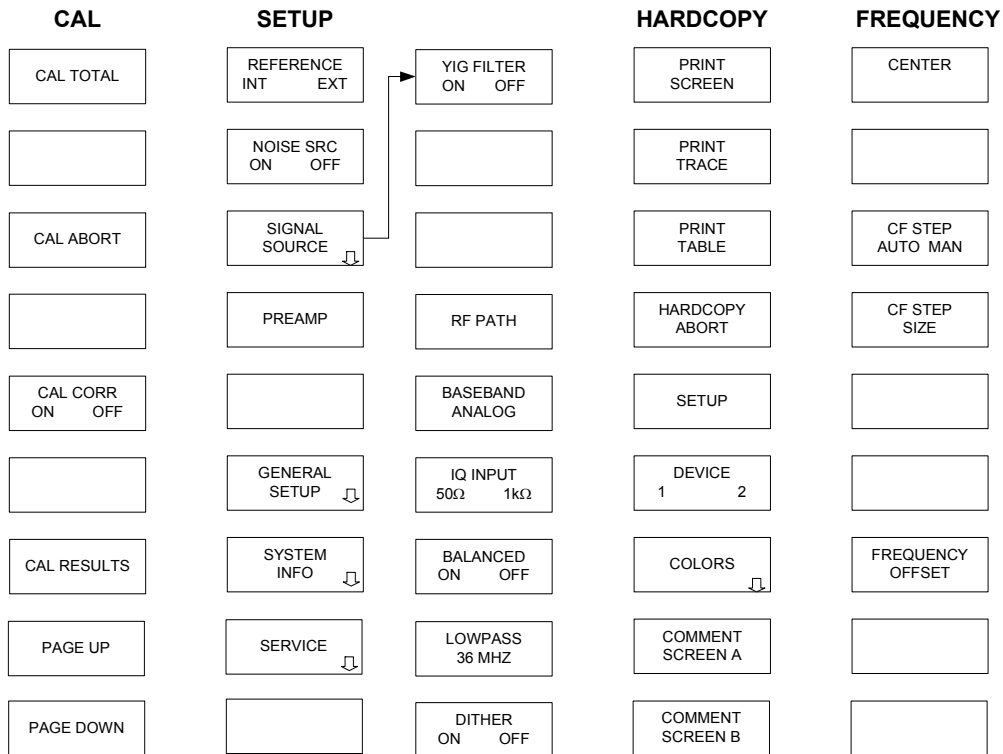 CAL
CAL TOTAL
CAL ABORT
CAL CORR
ON OFF
CAL RESULTS
PAGE UP
PAGE DOWN
SETUP
REFERENCE
INT EXT
NOISE SRC
ON OFF
SIGNAL
SOURCE
PREAMP
GENERAL
SETUP
SYSTEM
INFO
SERVICE
YIG FILTER
ON OFF
RF PATH
BASEBAND
ANALOG
IQ INPUT
50Ω 1kΩ
BALANCED
ON OFF
LOWPASS
36 MHZ
DITHER
ON OFF
HARDCOPY
PRINT
SCREEN
PRINT
TRACE
PRINT
TABLE
HARDCOPY
ABORT
SETUP
DEVICE
1 2
COLORS
COMMENT
SCREEN A
COMMENT
SCREEN B
FREQUENCY
CENTER
CF STEP
AUTO MAN
CF STEP
SIZE
FREQUENCY
OFFSET